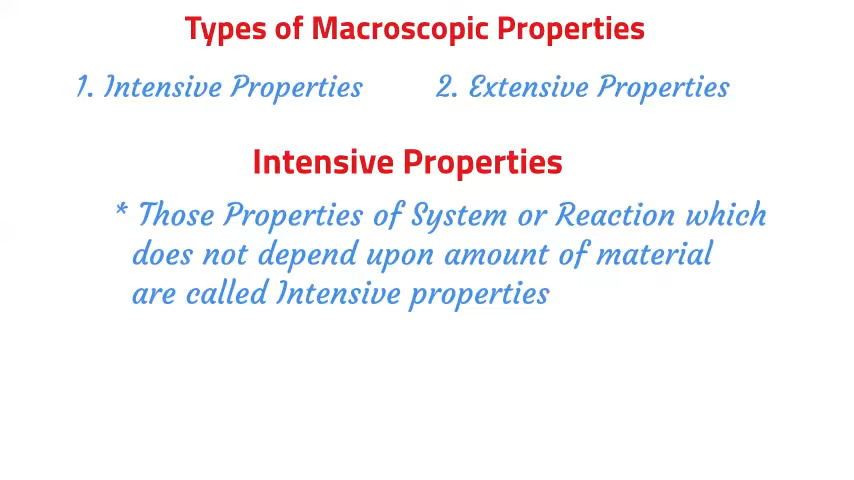 Types of Macroscopic Properties
1. Intensive Properties 2. Extensive Properties
Intensive Properties
* Those Properties of System or Reaction which
does not depend upon amount of material
are called Intensive properties